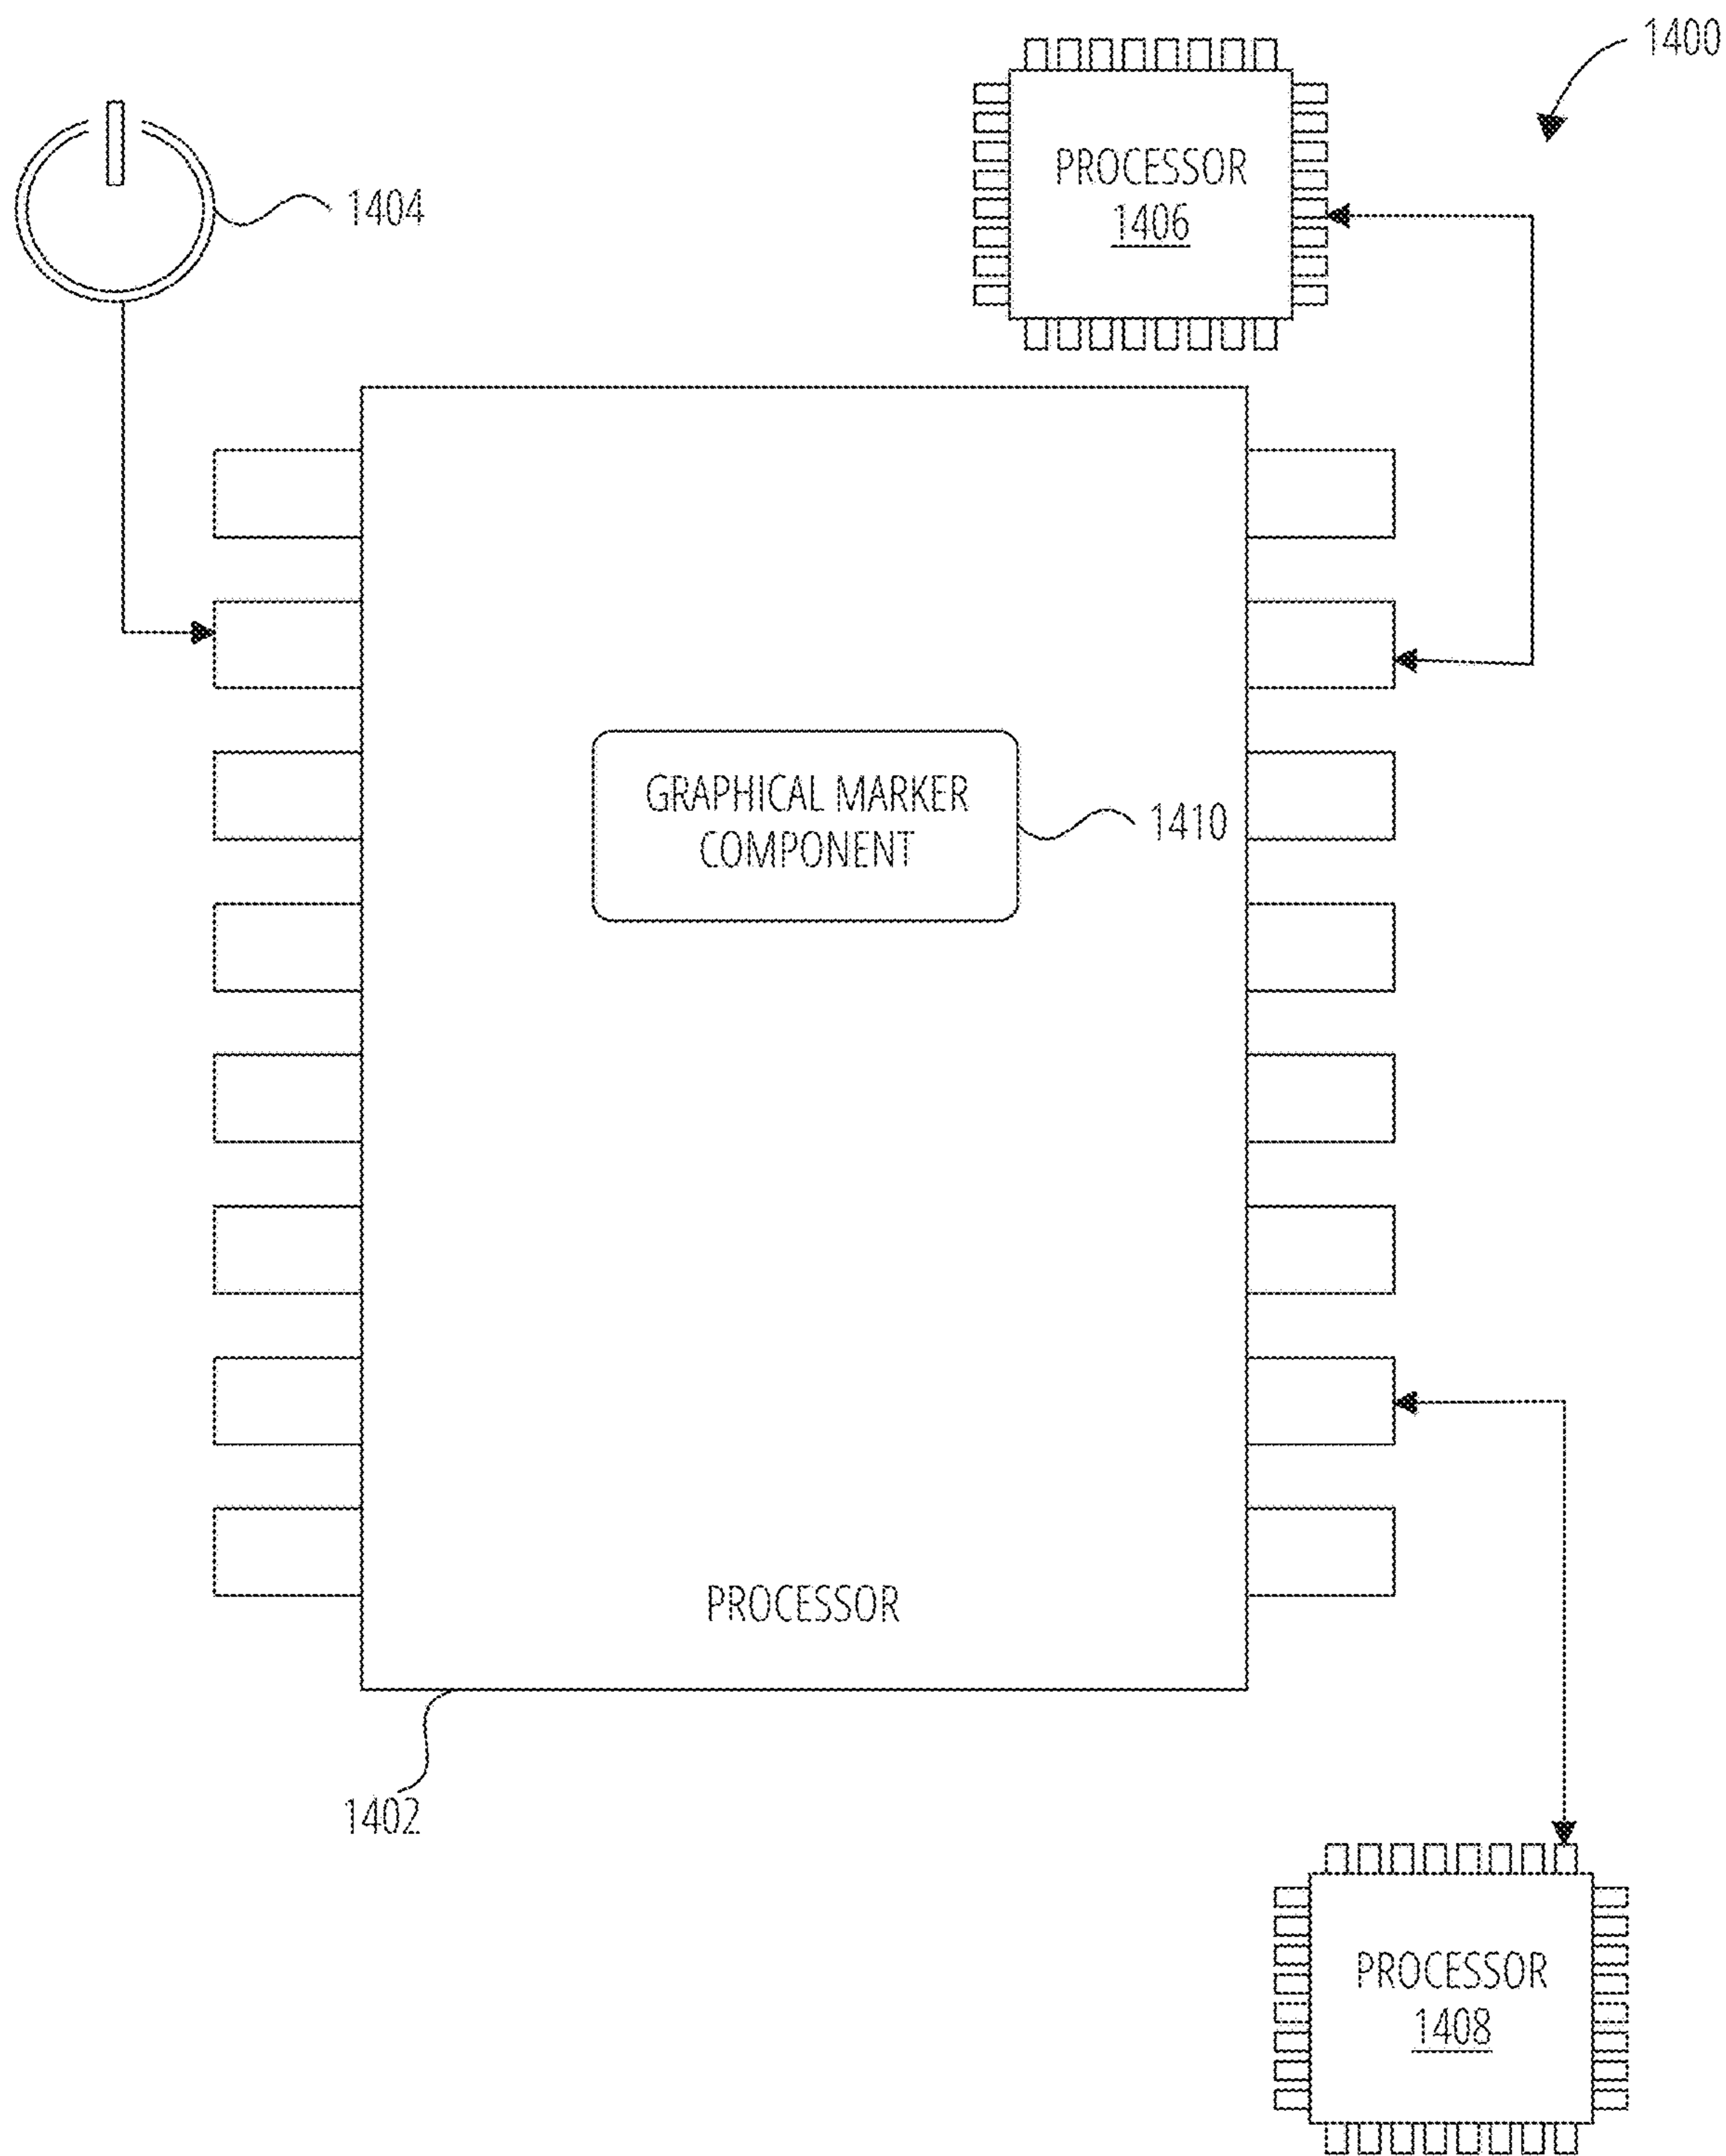 1400
PROCESSOR
1406
1404
GRAPHICAL MARKER
COMPONENT
1410
PROCESSOR
1402
PROCESSOR
1408